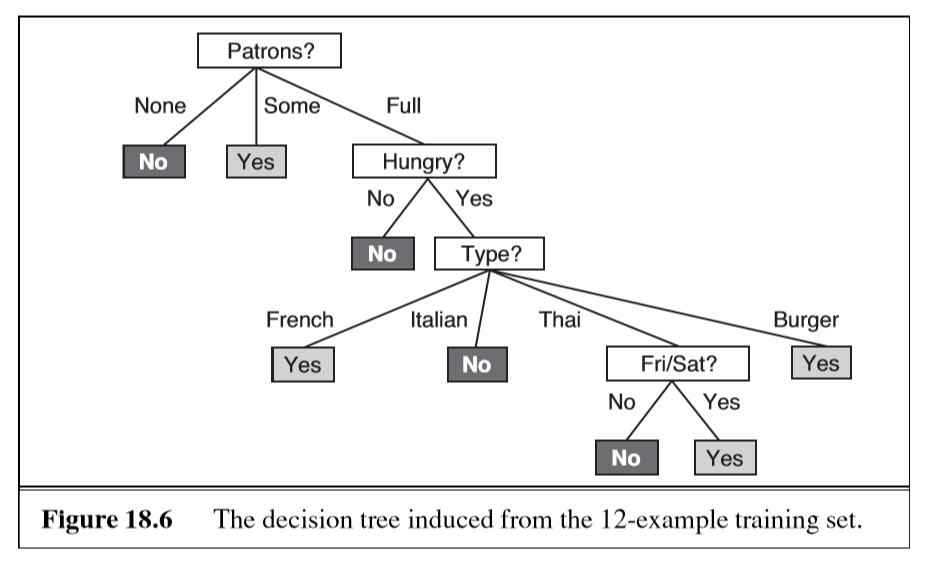 Patrons?
None Some Full
No Yes Hungry?
No Yes
No Type?
French Italian Thai Burger
Yes No Fri/Sat? Yes
No Yes
No Yes
Figure 18.6 The decision tree induced from the 12-example training set.